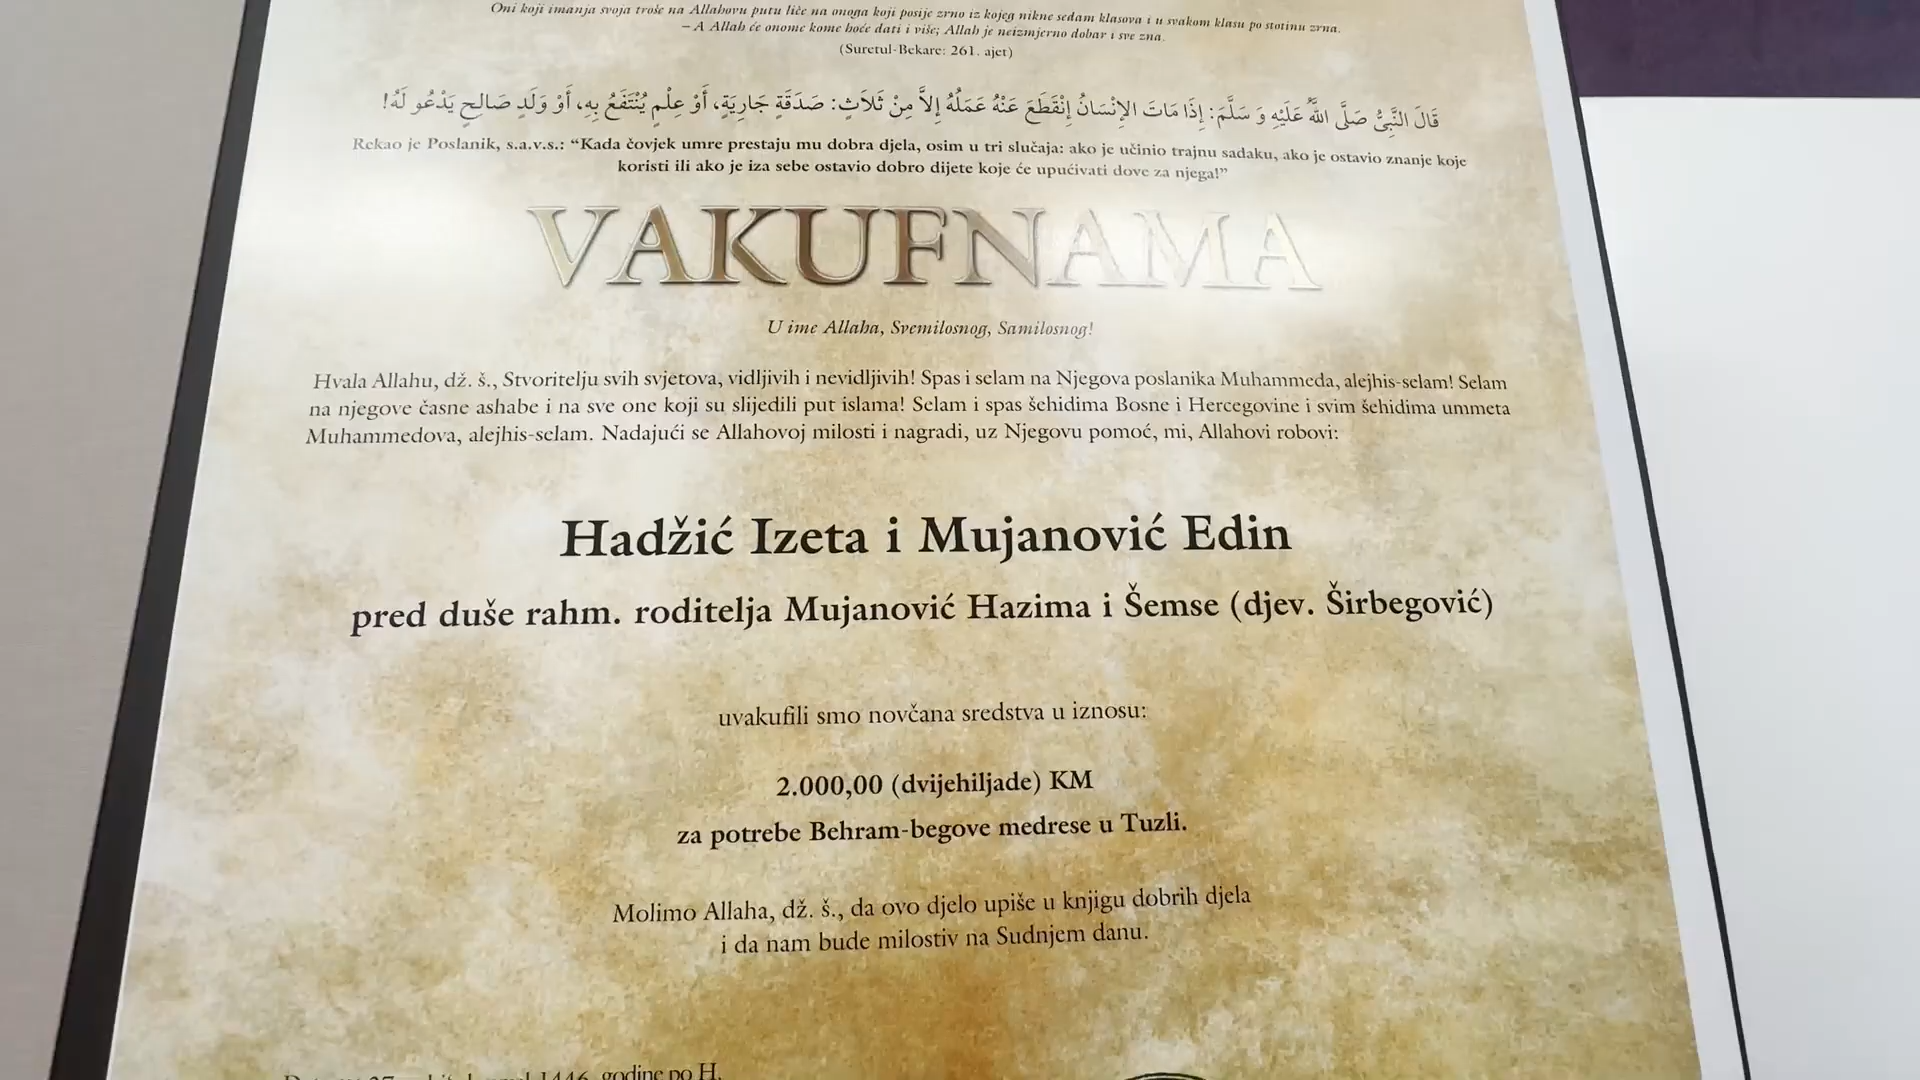 Oni koji imanja svoja troše na Allahovu putu liče na onoga koji posije zrno iz kojeg nikne sedam klasova i u svakom klasu po stotinu zrna.
– A Allah će onome kome hoće dati i više; Allah je neizmjerno dobar i sve zna.
(Suretul-Bekare: 261. ajet)
قَالَ النَّبِيُّ صَلَّى اللهُ عَلَيْهِ وَ سَلَّمَ: إِذَا مَاتَ الإِنْسَانُ إِنْقَطَعَ عَنْهُ عَمَلُهُ إِلاَّ مِنْ ثَلاَثٍ: صَدَقَةٍ جَارِيَةٍ، أَوْ عِلْمٍ يُنْتَفَعُ بِهِ، أَوْ وَلَدٍ صَالِحٍ يَدْعُو لَهُ!
Rekao je Poslanik, s.a.v.s.: “Kada čovjek umre prestaju mu dobra djela, osim u tri slučaja: ako je učinio trajnu sadaku, ako je ostavio znanje koje
koristi ili ako je iza sebe ostavio dobro dijete koje će upućivati dove za njega!”
VAKUFNAMA
U ime Allaha, Svemilosnog, Samilosnog!
Hvala Allahu, dž. š., Stvoritelju svih svjetova, vidljivih i nevidljivih! Spas i selam na Njegova poslanika Muhammeda, alejhis-selam! Selam
na njegove časne ashabe i na sve one koji su slijedili put islama! Selam i spas šehidima Bosne i Hercegovine i svim šehidima ummeta
Muhammedova, alejhis-selam. Nadajući se Allahovoj milosti i nagradi, uz Njegovu pomoć, mi, Allahovi robovi:
Hadžić Izeta i Mujanović Edin
pred duše rahm. roditelja Mujanović Hazima i Šemse (djev. Širbegović)
uvakufili smo novčana sredstva u iznosu:
2.000,00 (dvijehiljade) KM
za potrebe Behram-begove medrese u Tuzli.
Molimo Allaha, dž. š., da ovo djelo upiše u knjigu dobrih djela
i da nam bude milostiv na Sudnjem danu.
1446. godine po H.